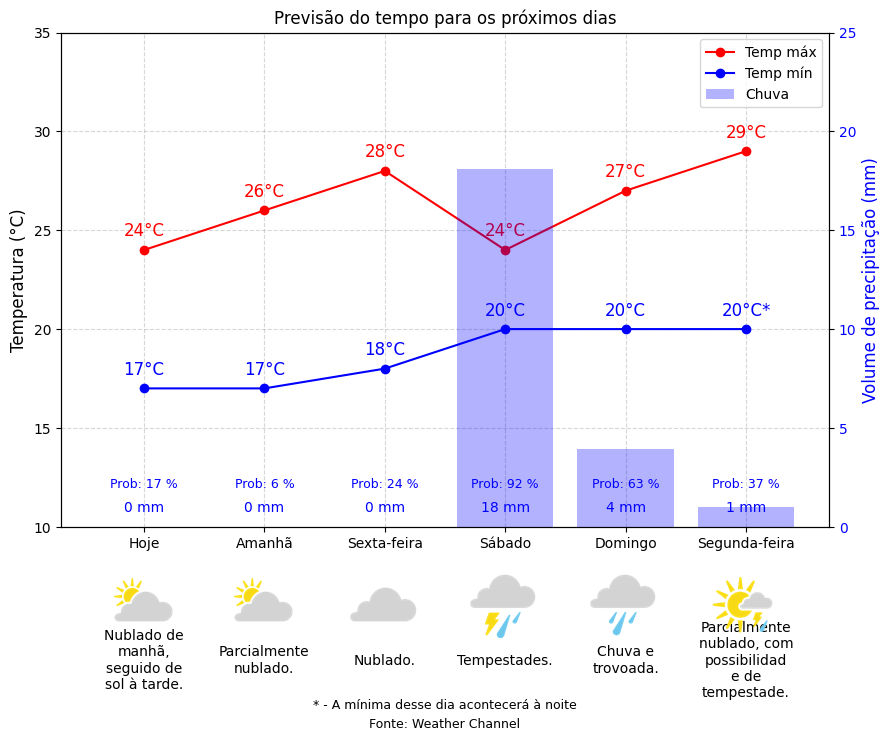 Previsão do tempo para os próximos dias
35
30
25
20
15
10
Temperatura (°C)
25
20
15
10
5
0
Volume de precipitação (mm)
Temp máx
Temp mín
Chuva
24°C
26°C
28°C
24°C
27°C
29°C
17°C
17°C
18°C
20°C
20°C
20°C*
Prob: 17 %
Prob: 6 %
Prob: 24 %
Prob: 92 %
Prob: 63 %
Prob: 37 %
0 mm
0 mm
0 mm
18 mm
4 mm
1 mm
Hoje
Amanhã
Sexta-feira
Sábado
Domingo
Segunda-feira
Nublado de
manhã,
seguido de
sol à tarde.
Parcialmente
nublado.
Nublado.
Tempestades.
Chuva e
trovoada.
Parcialmente
nublado, com
possibilidad
e de
tempestade.
* - A mínima desse dia acontecerá à noite
Fonte: Weather Channel